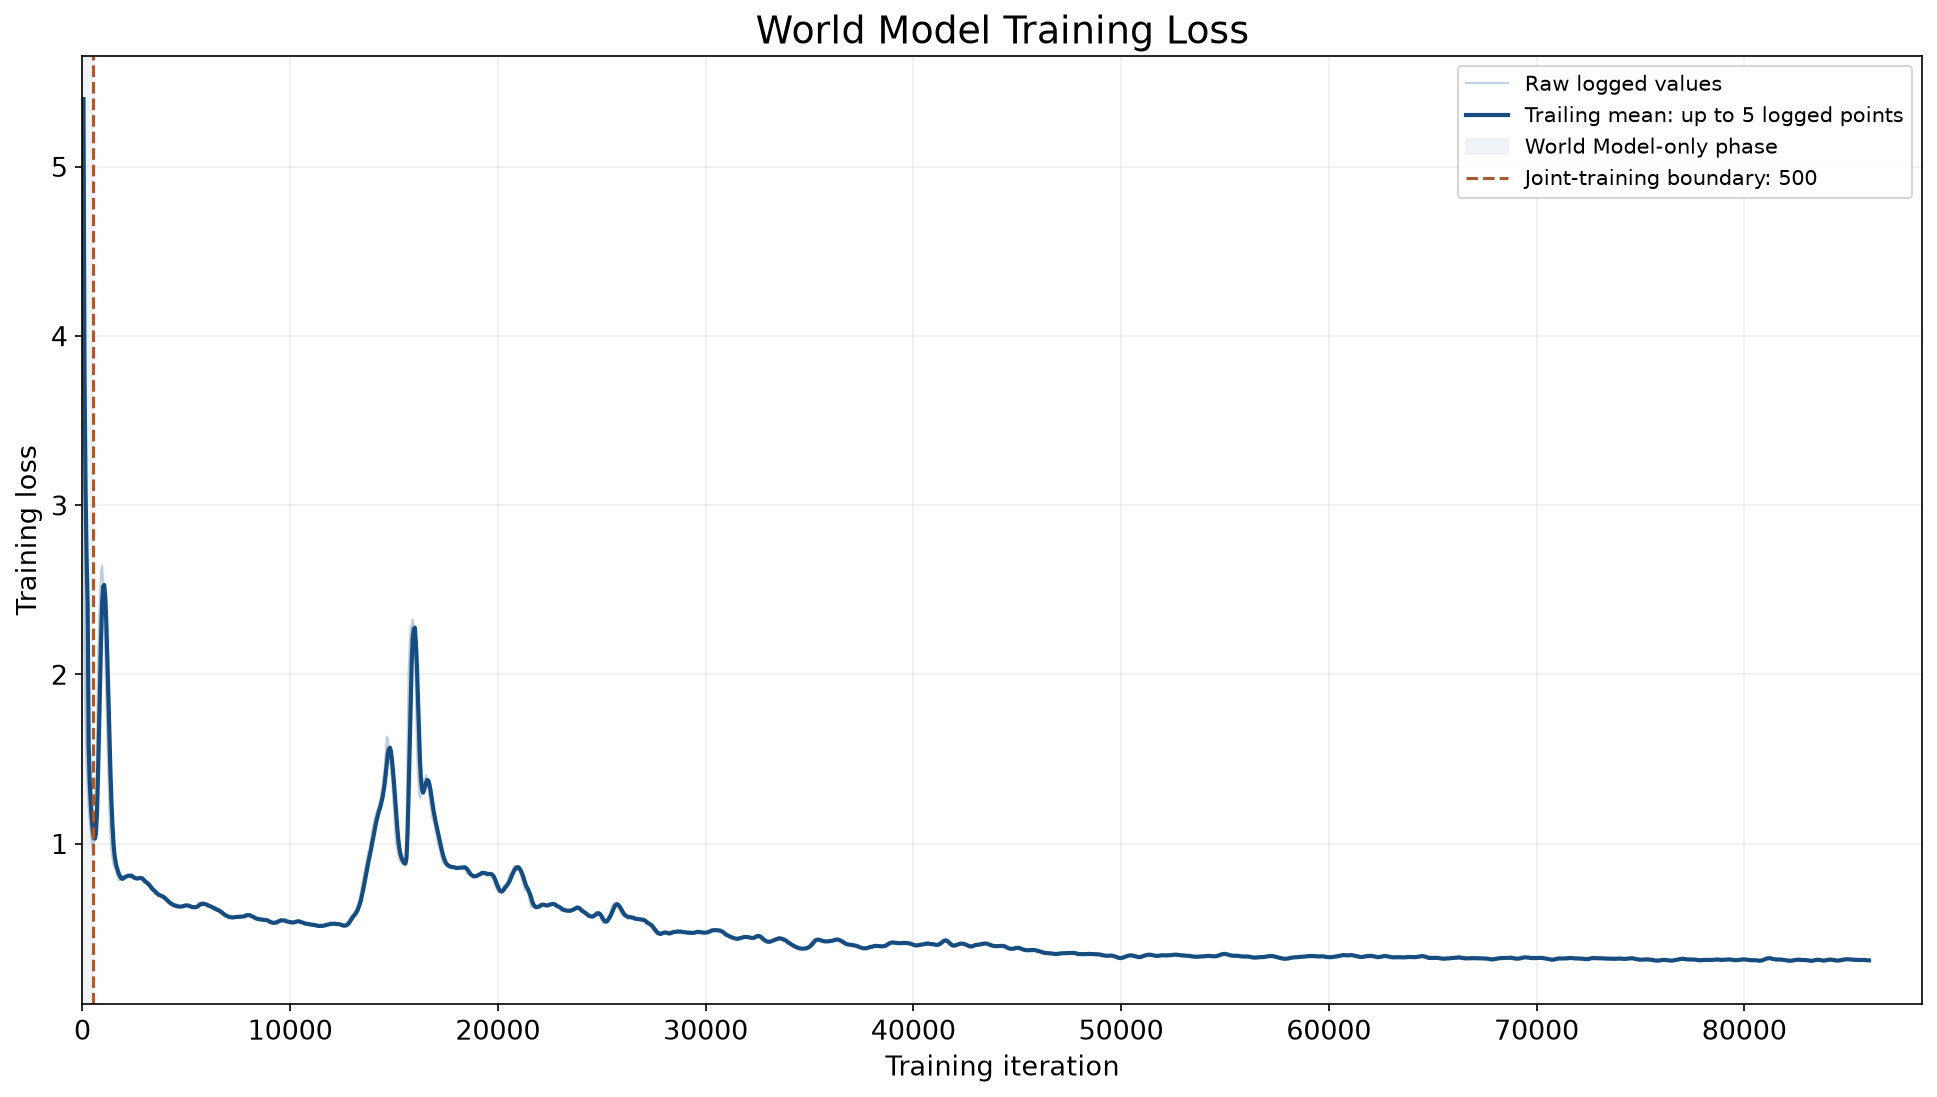 World Model Training Loss
Raw logged values
Trailing mean: up to 5 logged points
World Model-only phase
Joint-training boundary: 500
Training loss
5
4
3
2
1
0
10000
20000
30000
40000
50000
60000
70000
80000
Training iteration